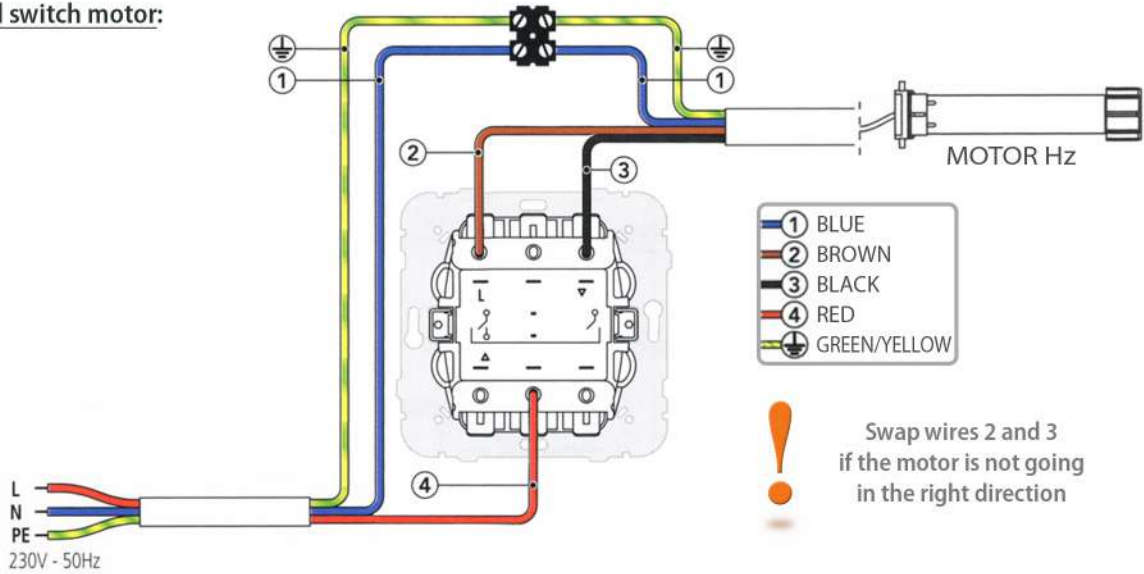 switch motor:
1
1
2
3
MOTOR Hz
1 BLUE
2 BROWN
3 BLACK
4 RED
GREEN/YELLOW
L
Swap wires 2 and 3
if the motor is not going
in the right direction
4
L
N
PE
230V - 50Hz